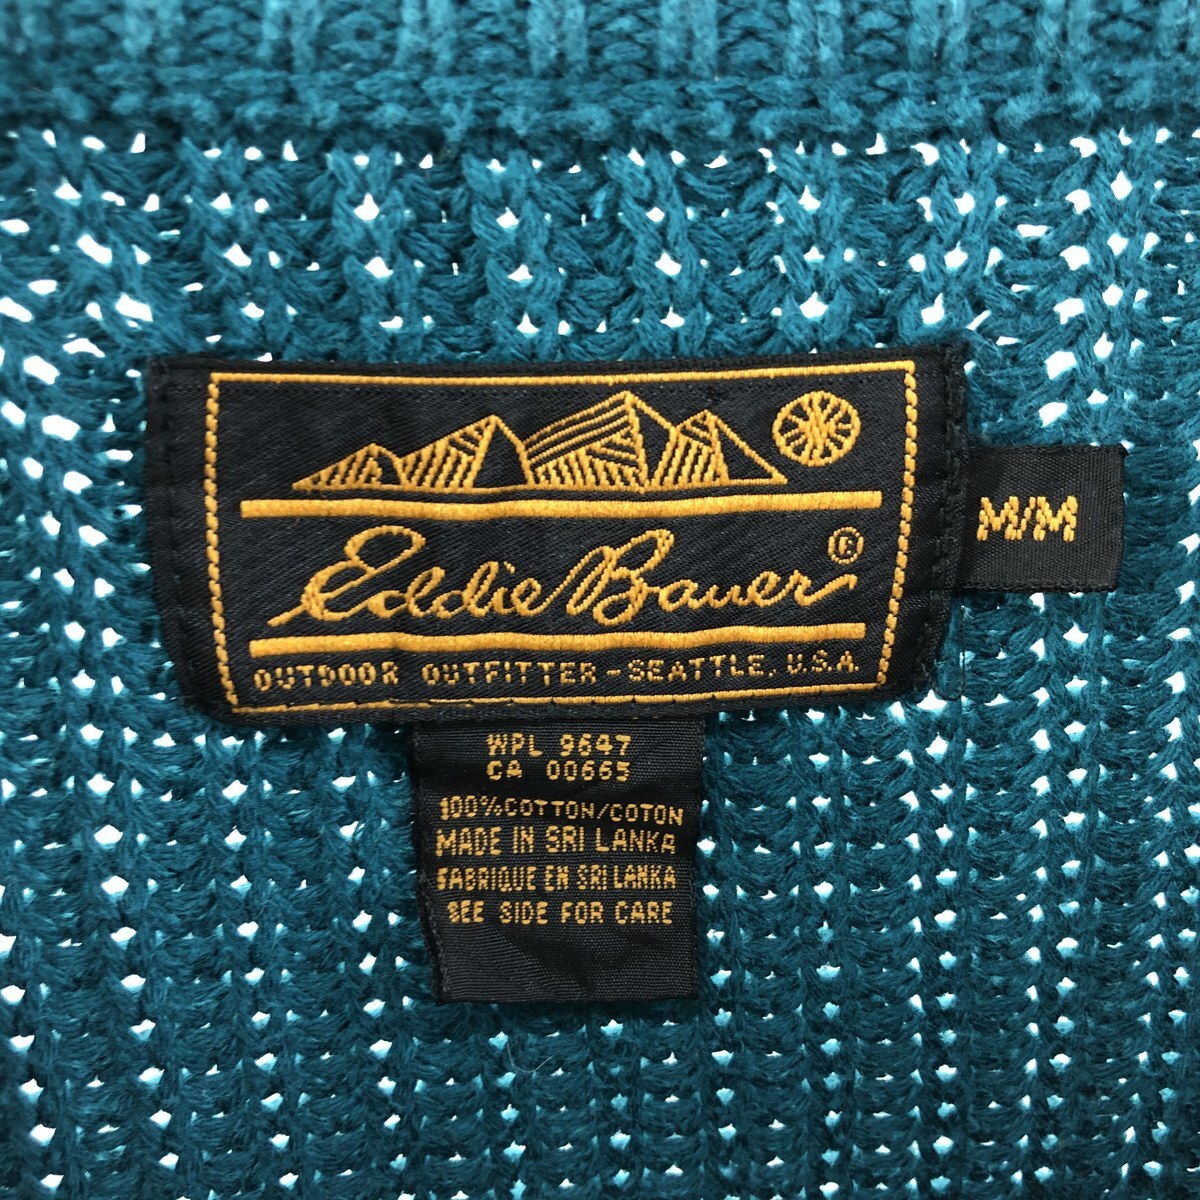 Eddie Bauer®
OUTDOOR OUTFITTER - SEATTLE, U.S.A.
M/M
WPL 9647
CA 00665
100% COTTON/COTON
MADE IN SRI LANKA
FABRIQUE EN SRI LANKA
SEE SIDE FOR CARE